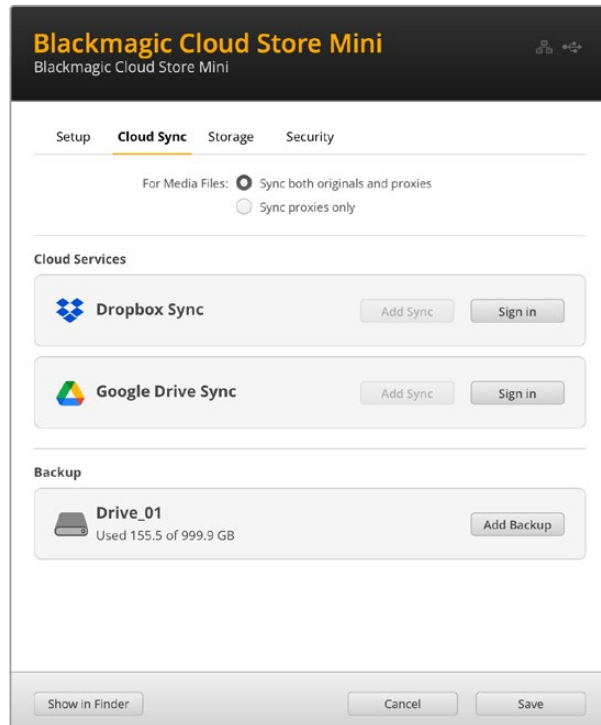 Blackmagic Cloud Store Mini
Blackmagic Cloud Store Mini
Setup Cloud Sync Storage Security
For Media Files: Sync both originals and proxies
Sync proxies only
Cloud Services
Dropbox Sync Add Sync Sign in
Google Drive Sync Add Sync Sign in
Backup
Drive_01
Used 155.5 of 999.9 GB
Add Backup
Show in Finder Cancel Save